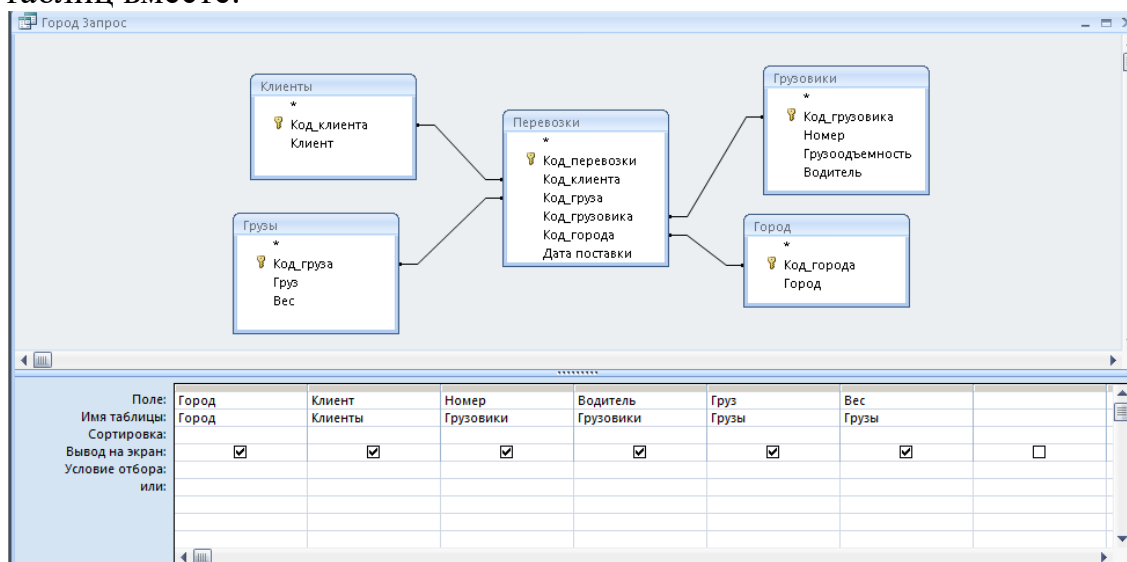 таблиц вместе.
Город Запрос
Клиенты
*
Код_клиента
Клиент
Грузы
*
Код_груза
Груз
Вес
Перевозки
*
Код_перевозки
Код_клиента
Код_груза
Код_грузовика
Код_города
Дата поставки
Грузовики
*
Код_грузовика
Номер
Грузоодъемность
Водитель
Город
*
Код_города
Город
Поле: Город Клиент Номер Водитель Груз Вес
Имя таблицы: Город Клиенты Грузовики Грузовики Грузы Грузы
Сортировка:
Вывод на экран:
Условие отбора:
или: